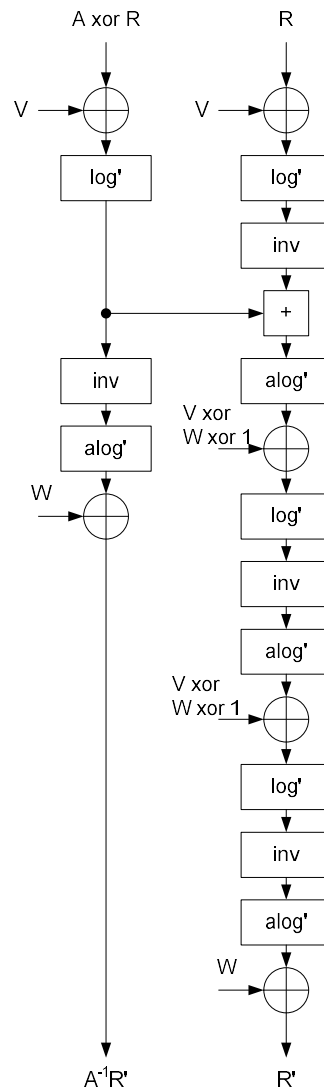 A xor R
R
V
V
log'
log'
inv
+
inv
alog'
V xor
W xor 1
alog'
W
log'
inv
alog'
V xor
W xor 1
log'
inv
alog'
W
A⁻¹R'
R'